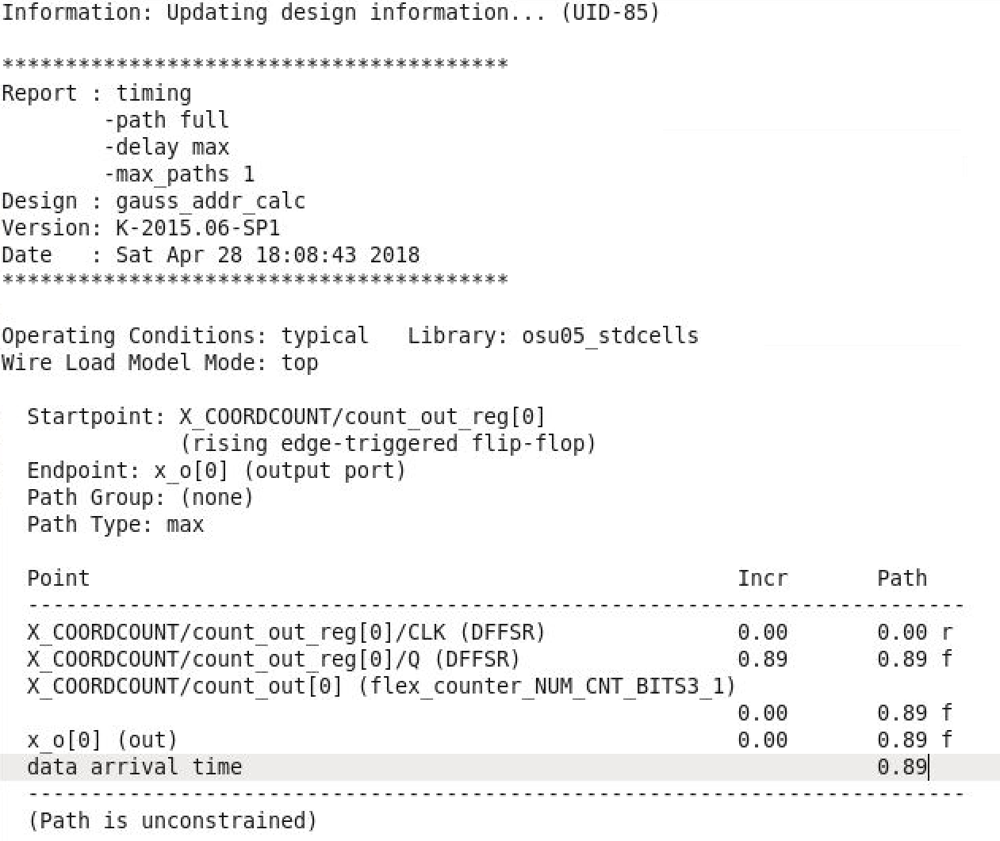 Information: Updating design information... (UID-85)
****************************************
Report : timing
-path full
-delay max
-max_paths 1
Design : gauss_addr_calc
Version: K-2015.06-SP1
Date   : Sat Apr 28 18:08:43 2018
****************************************
Operating Conditions: typical   Library: osu05_stdcells
Wire Load Model Mode: top
Startpoint: X_COORDCOUNT/count_out_reg[0]
(rising edge-triggered flip-flop)
Endpoint: x_o[0] (output port)
Path Group: (none)
Path Type: max
Point                                                   Incr       Path
--------------------------------------------------------------------------
X_COORDCOUNT/count_out_reg[0]/CLK (DFFSR)               0.00       0.00 r
X_COORDCOUNT/count_out_reg[0]/Q (DFFSR)                 0.89       0.89 f
X_COORDCOUNT/count_out[0] (flex_counter_NUM_CNT_BITS3_1)
0.00       0.89 f
x_o[0] (out)                                            0.00       0.89 f
data arrival time                                                  0.89
--------------------------------------------------------------------------
(Path is unconstrained)